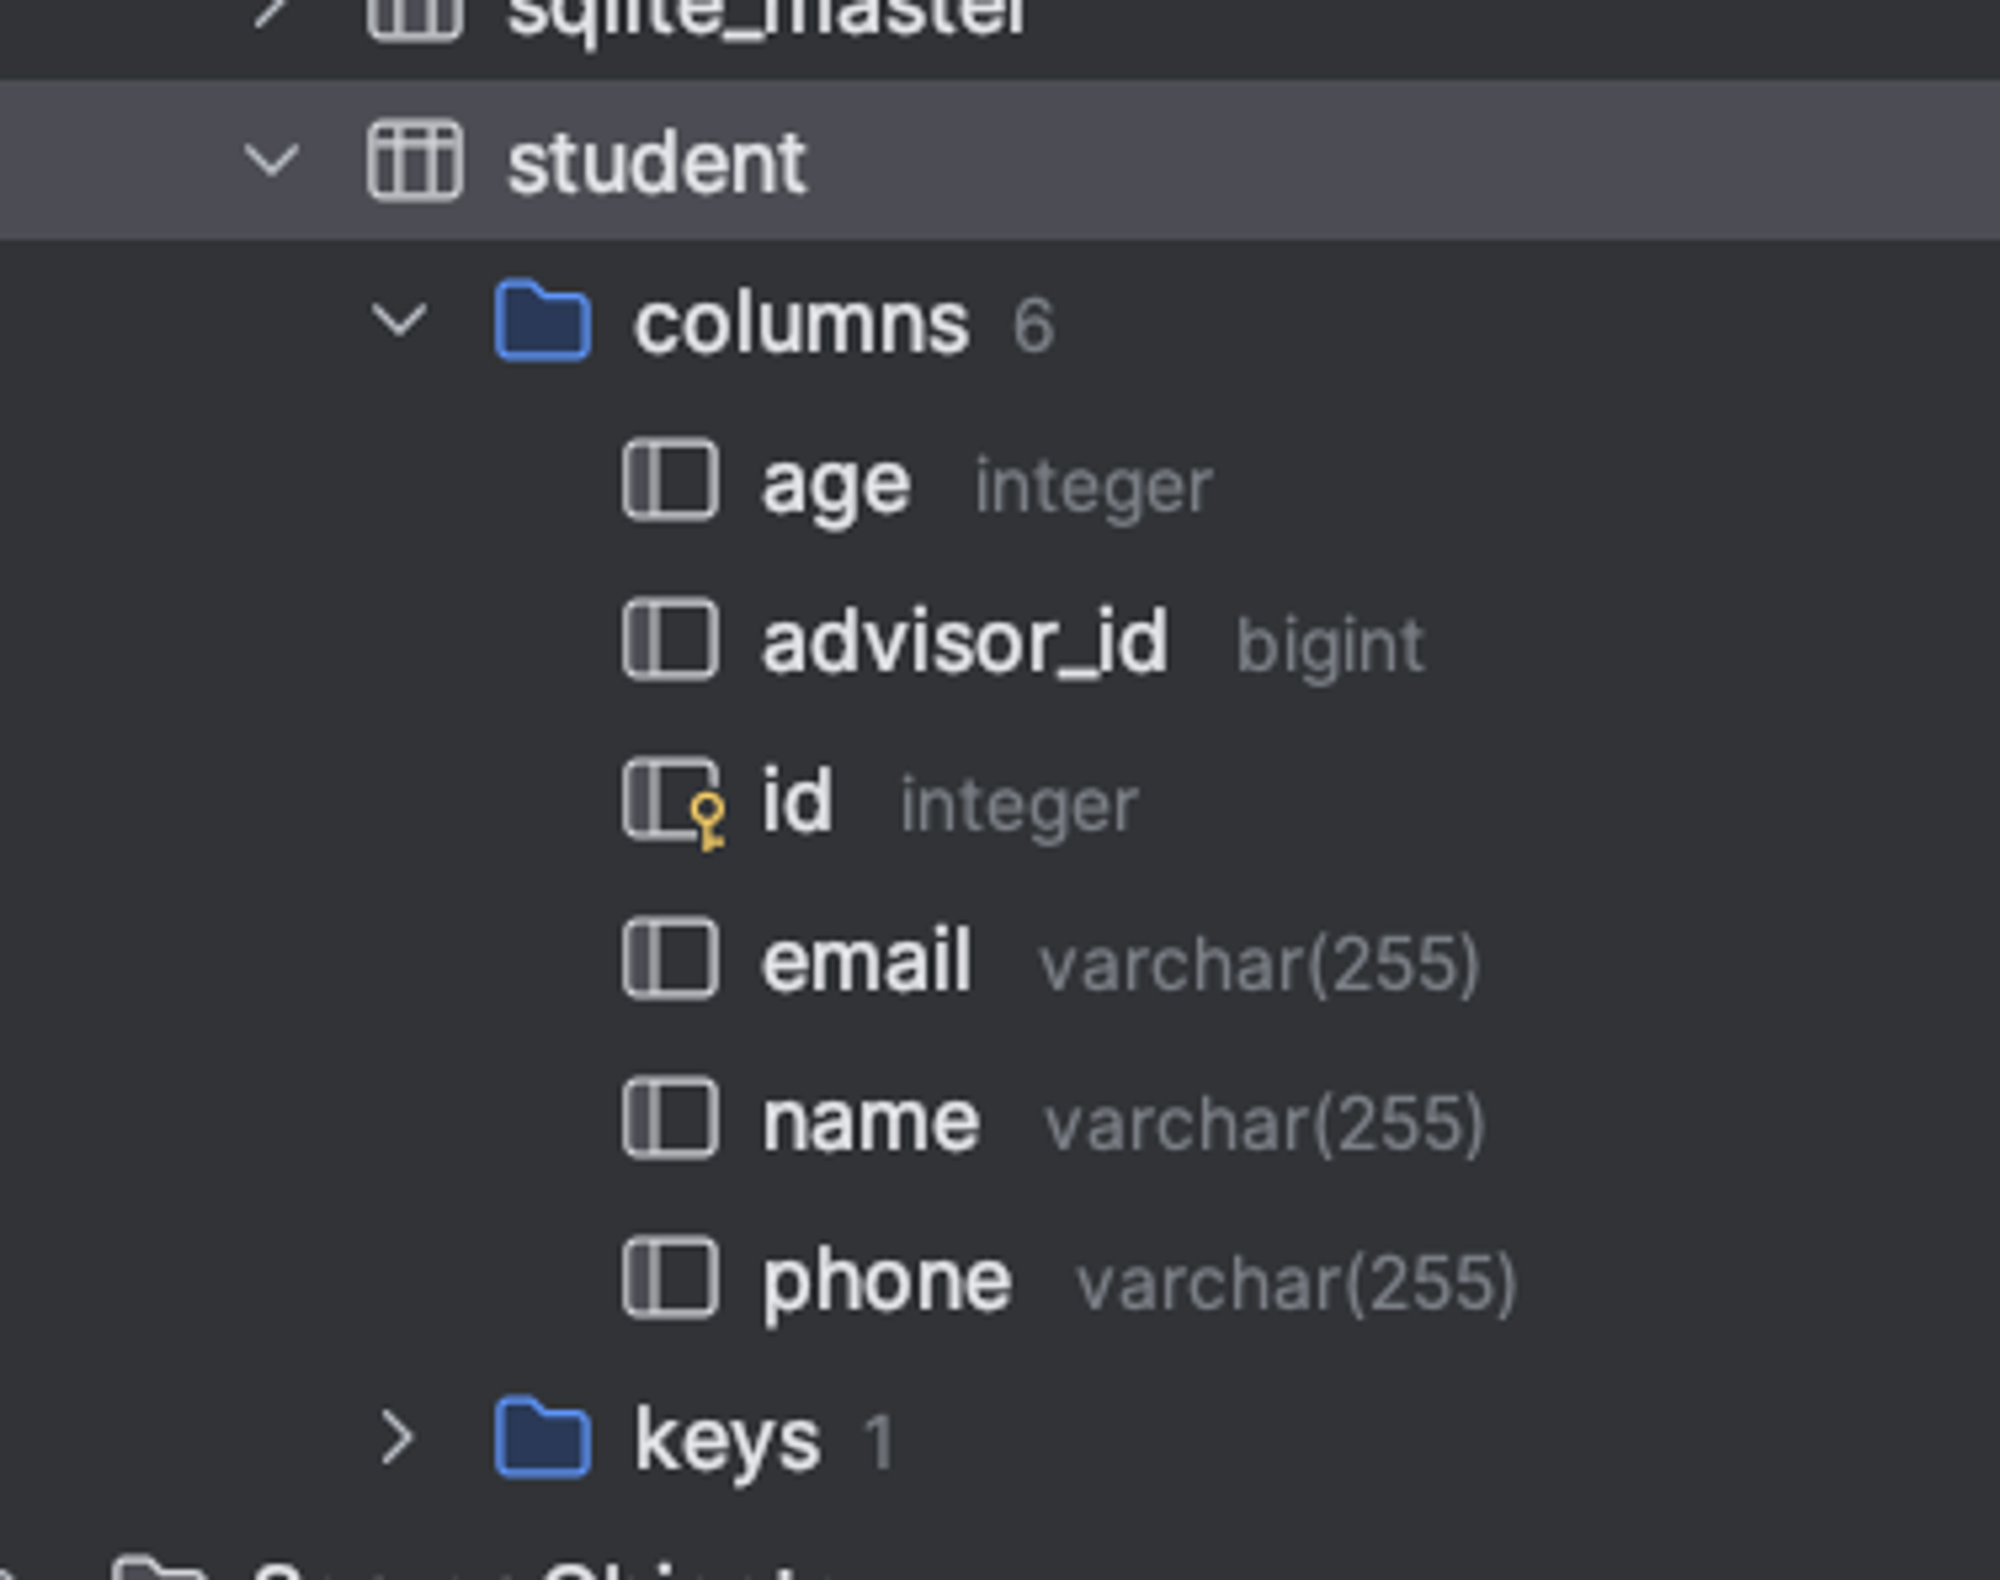 sqlite_master
student
columns 6
age integer
advisor_id bigint
id integer
email varchar(255)
name varchar(255)
phone varchar(255)
keys 1